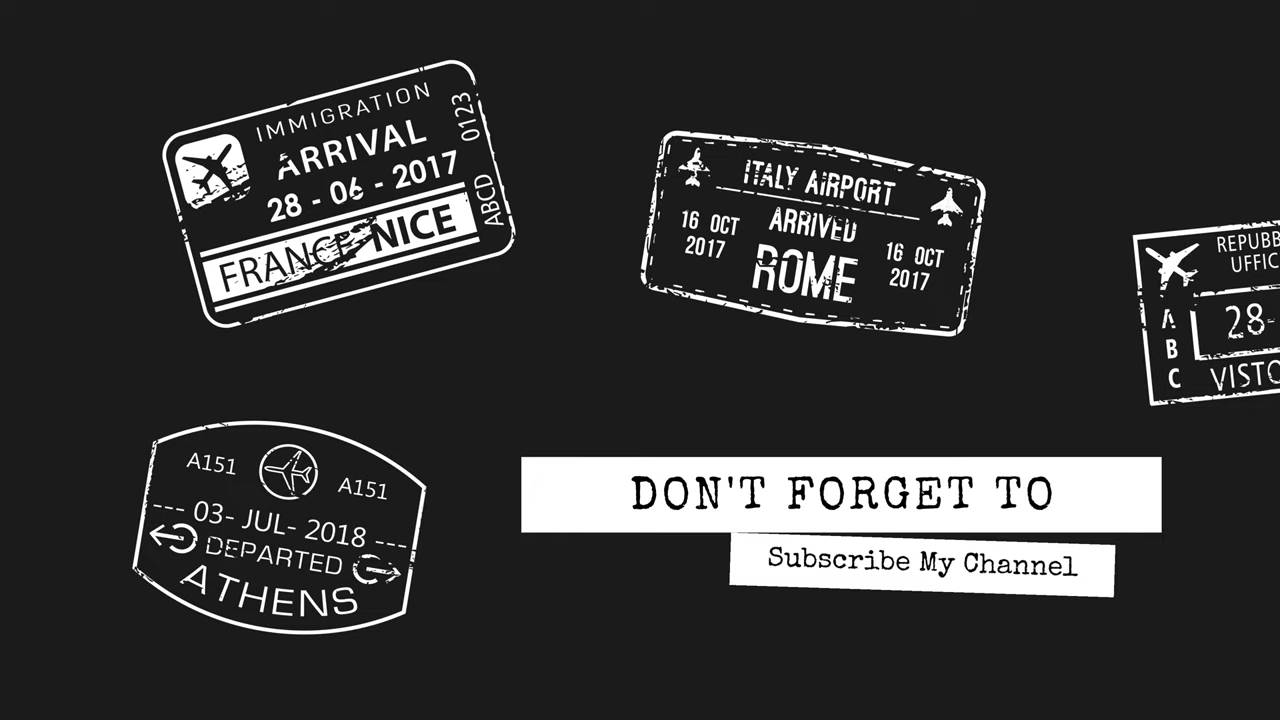 IMMIGRATION
ARRIVAL
28 - 06 - 2017
FRANCE NICE
0123
ABCD
ITALY AIRPORT
16 OCT
2017
ARRIVED
ROME
16 OCT
2017
28-
A
B
C
A151
A151
--- 03- JUL- 2018 ---
DEPARTED
ATHENS
DON'T FORGET TO
Subscribe My Channel